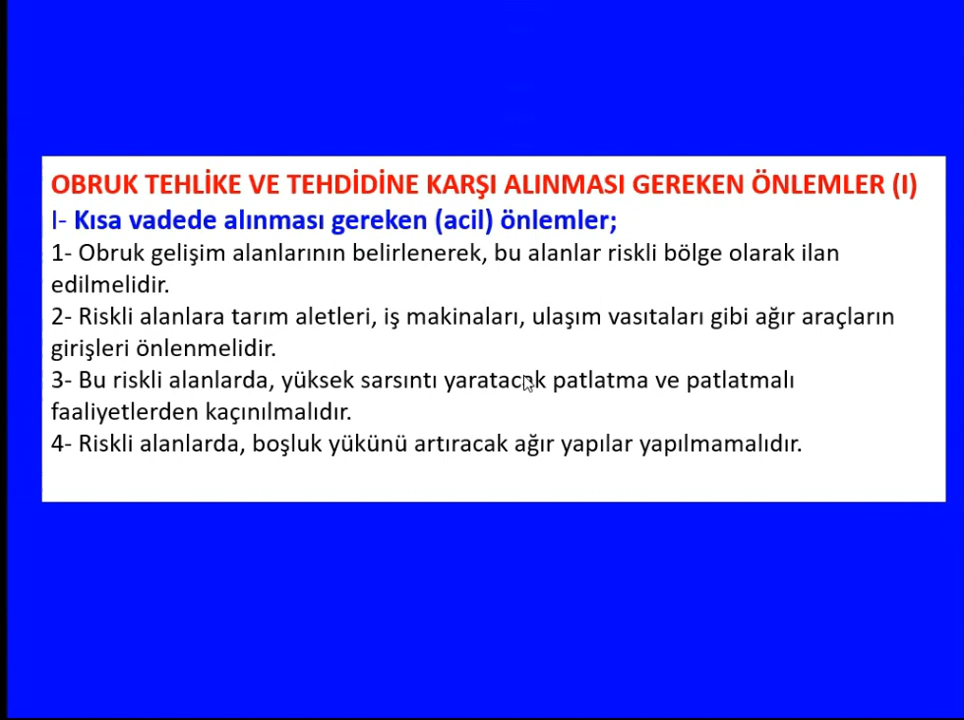 OBRUK TEHLİKE VE TEHDİDİNE KARŞI ALINMASI GEREKEN ÖNLEMLER (I)
I- Kısa vadede alınması gereken (acil) önlemler;
1- Obruk gelişim alanlarının belirlenerek, bu alanlar riskli bölge olarak ilan
edilmelidir.
2- Riskli alanlara tarım aletleri, iş makinaları, ulaşım vasıtaları gibi ağır araçların
girişleri önlenmelidir.
3- Bu riskli alanlarda, yüksek sarsıntı yaratacak patlatma ve patlatmalı
faaliyetlerden kaçınılmalıdır.
4- Riskli alanlarda, boşluk yükünü artıracak ağır yapılar yapılmamalıdır.